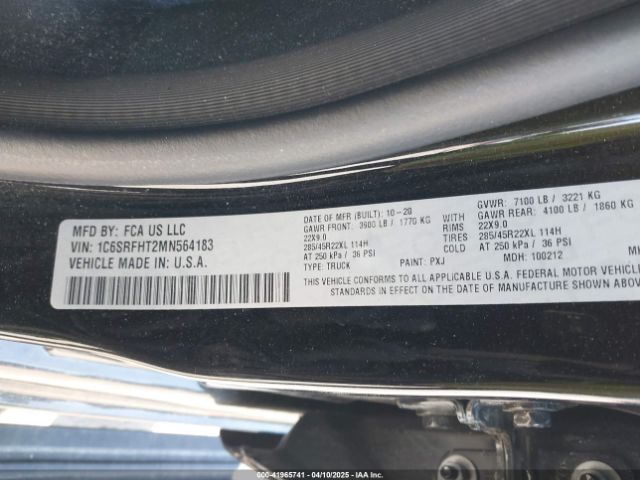 MFD BY: FCA US LLC
VIN: 1C6SRFHT2MN564183
VEHICLE MADE IN: U.S.A.
DATE OF MFR (BUILT): 10-20 GVWR: 7100 LB / 3221 KG
GAWR FRONT: 3900 LB / 1770 KG GAWR REAR: 4100 LB / 1860 KG
22X9.0 RIMS 22X9.0
285/45R22XL 114H TIRES 285/45R22XL 114H
AT 250 kPa / 36 PSI COLD AT 250 kPa / 36 PSI
TYPE: TRUCK PAINT: PXJ MDH: 100212
THIS VEHICLE CONFORMS TO ALL APPLICABLE U.S.A. FEDERAL MOTOR VEHICLE
STANDARDS IN EFFECT ON THE DATE OF MANUFACTURE SHOWN ABOVE.
000-41965741 - 04/10/2025 - IAA Inc.